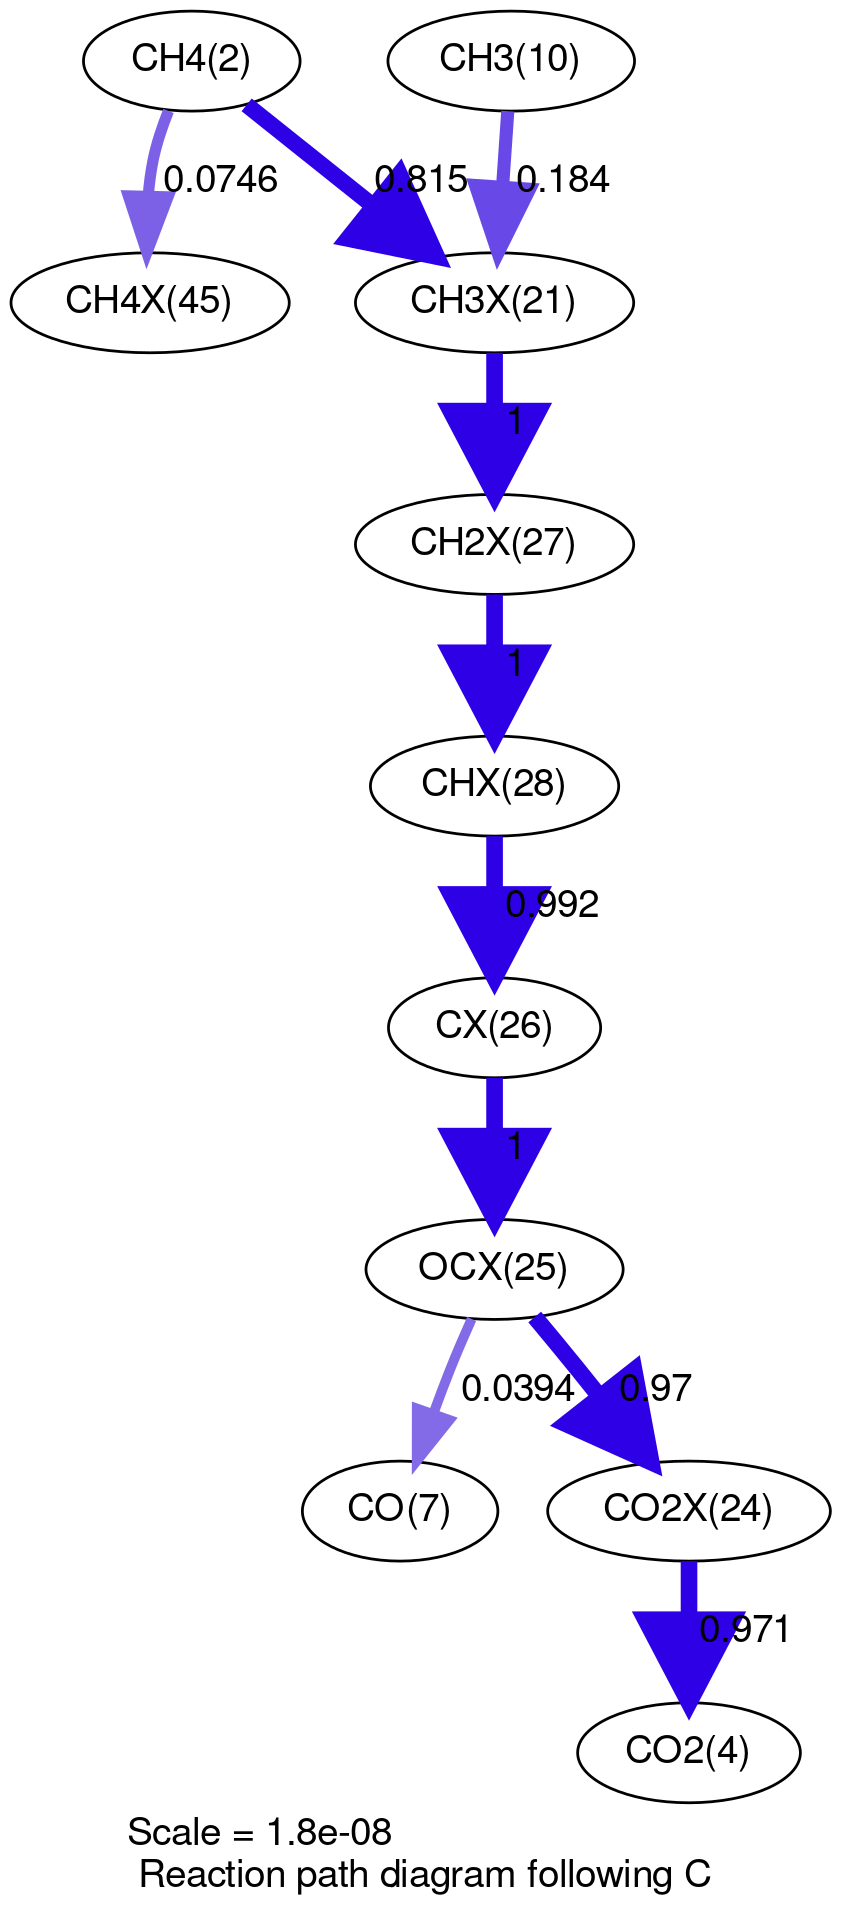 CH4(2)
CH3(10)
0.0746
0.815
0.184
CH4X(45)
CH3X(21)
1
CH2X(27)
1
CHX(28)
0.992
CX(26)
1
OCX(25)
0.0394
0.97
CO(7)
CO2X(24)
0.971
CO2(4)
Scale = 1.8e-08
Reaction path diagram following C